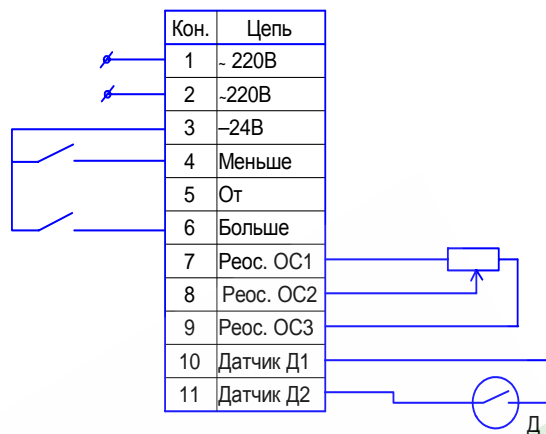 Кон. Цепь
1 ~ 220В
2 ~220В
3 –24В
4 Меньше
5 От
6 Больше
7 Реос. ОС1
8 Реос. ОС2
9 Реос. ОС3
10 Датчик Д1
11 Датчик Д2
Д